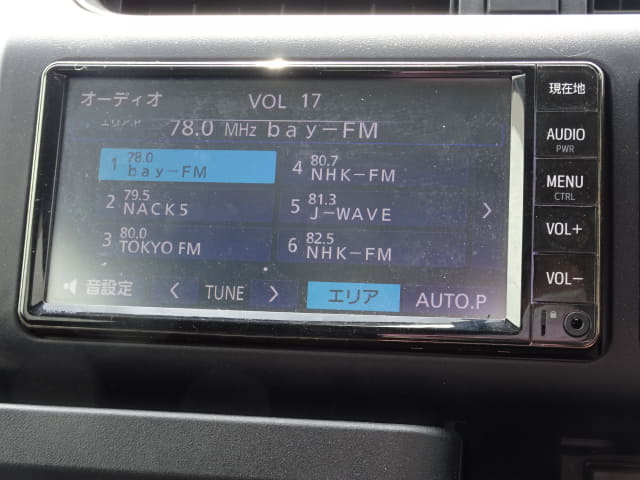 オーディオ VOL 17
エリア
78.0 MHz bay-FM
1 78.0 bay-FM
2 79.5 NACK5
3 80.0 TOKYO FM
4 80.7 NHK-FM
5 81.3 J-WAVE
6 82.5 NHK-FM
>
音設定 < TUNE > エリア AUTO.P
現在地
AUDIO
PWR
MENU
CTRL
VOL+
VOL-